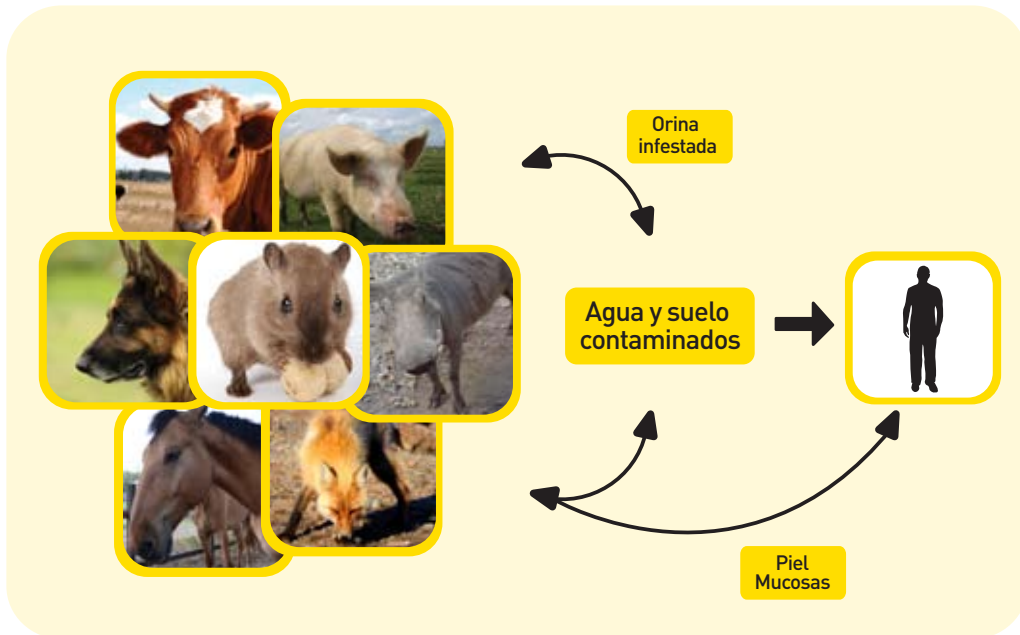 Orina
infestada
Agua y suelo
contaminados
Piel
Mucosas